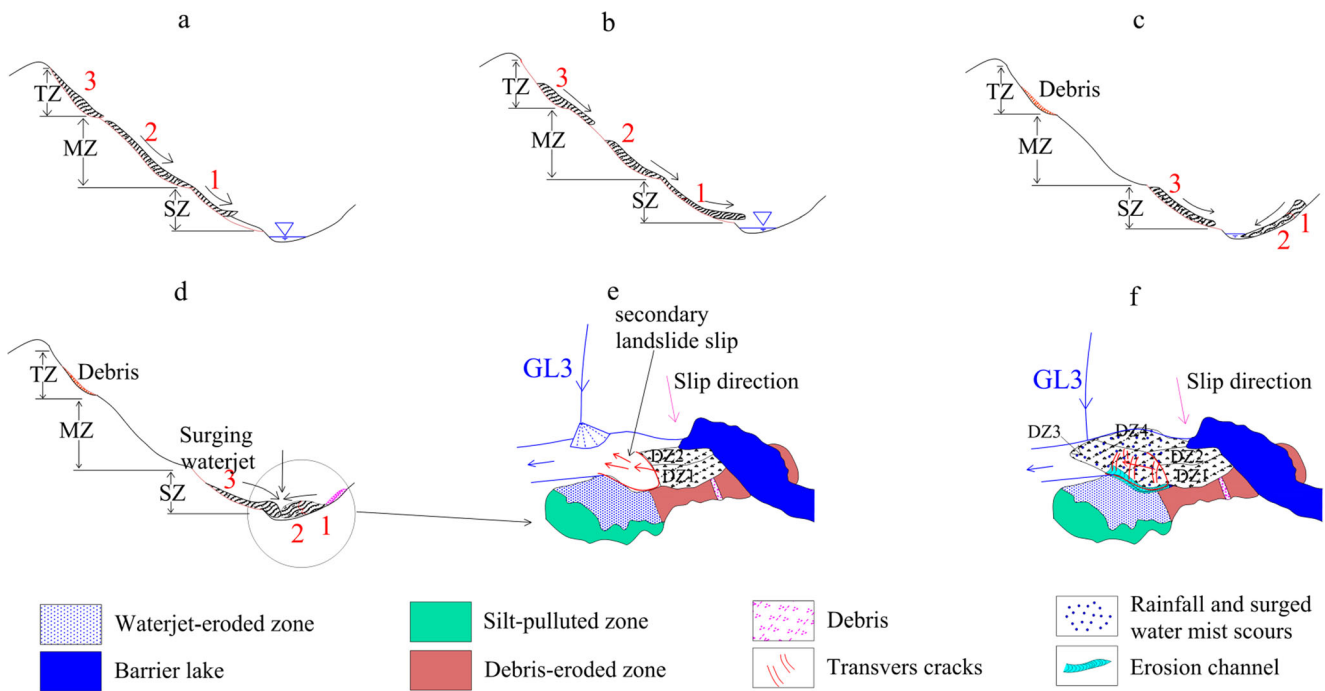 a
b
c
3
TZ
2
MZ
1
SZ
3
TZ
2
MZ
1
SZ
TZ
Debris
MZ
3
SZ
2
1
d
e
f
TZ
Debris
MZ
Surging
waterjet
3
SZ
2
1
secondary
landslide slip
GL3
Slip direction
DZ2
DZ1
GL3
Slip direction
DZ3
DZ4
DZ2
DZ1
Waterjet-eroded zone
Silt-pulluted zone
Debris
Rainfall and surged
water mist scours
Barrier lake
Debris-eroded zone
Transvers cracks
Erosion channel